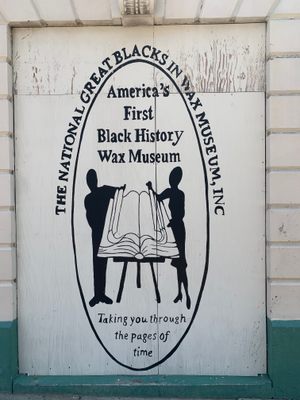 THE NATIONAL GREAT BLACKS IN WAX MUSEUM, INC
America's
First
Black History
Wax Museum
Taking you through
the pages of
time